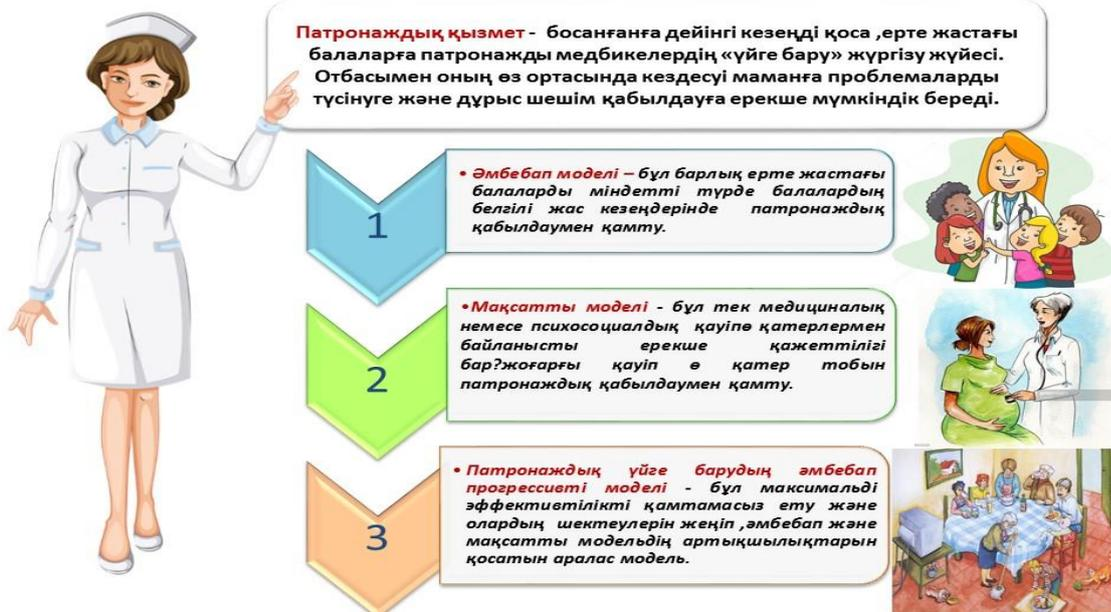 Патронаждық қызмет - босанғанға дейінгі кезеңді қоса ,ерте жастағы
балаларға патронажды медбикелердің «үйге бару» жүргізу жүйесі.
Отбасымен оның өз ортасында кездесуі маманға проблемаларды
түсінуге және дұрыс шешім қабылдауға ерекше мүмкіндік береді.
1
• Әмбебап моделі – бұл барлық ерте жастағы
балаларды міндетті түрде балалардың
белгілі жас кезеңдерінде патронаждық
қабылдаумен қамту.
2
•Мақсатты моделі - бұл тек медициналық
немесе психосоциалдық қауіпө қатерлермен
байланысты ерекше қажеттілігі
бар?жоғарғы қауіп ө қатер тобын
патронаждық қабылдаумен қамту.
3
• Патронаждық үйге барудың әмбебап
прогрессивті моделі - бұл максимальді
эффективтілікті қамтамасыз ету және
олардың шектеулерін жеңіп ,әмбебап және
мақсатты модельдің артықшылықтарын
қосатын аралас модель.